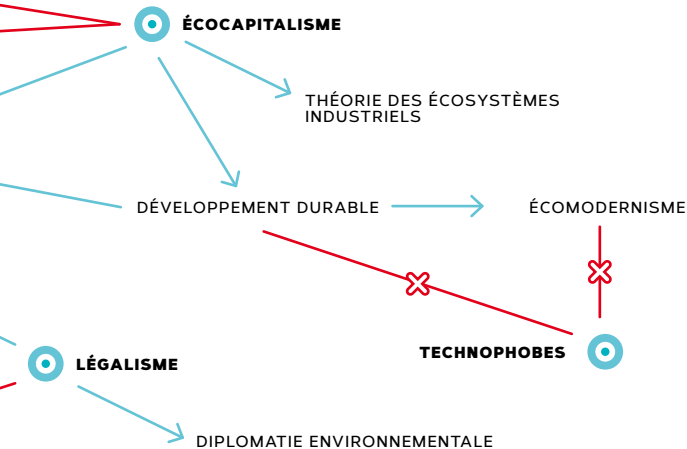 ÉCOCAPITALISME
THÉORIE DES ÉCOSYSTÈMES
INDUSTRIELS
DÉVELOPPEMENT DURABLE
ÉCOMODERNISME
TECHNOPHOBES
LÉGALISME
DIPLOMATIE ENVIRONNEMENTALE